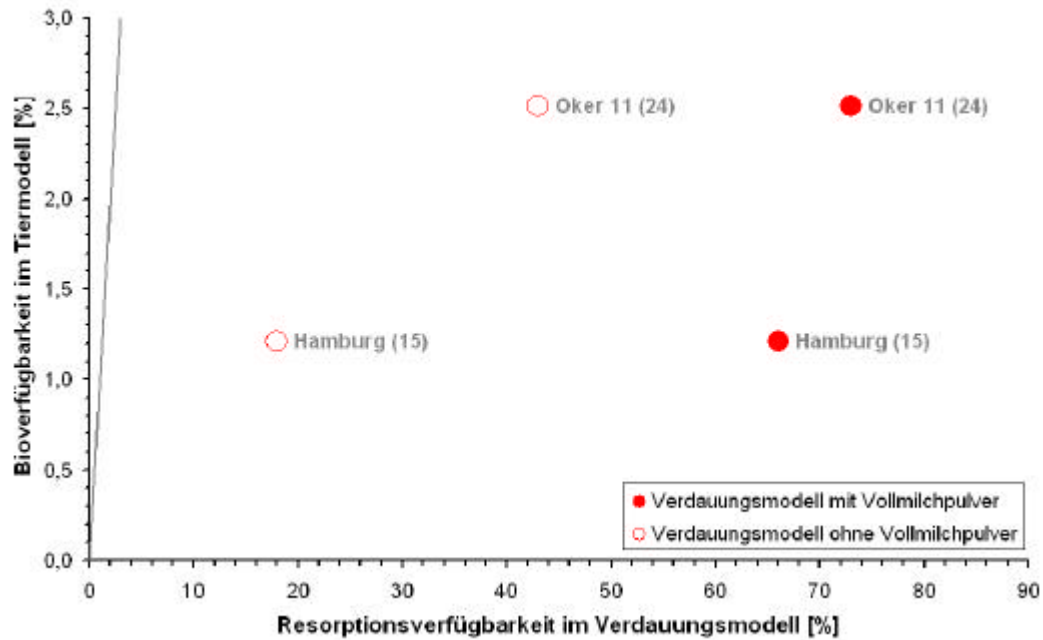 Bioverfügbarkeit im Tiermodell [%]
3,0
2,5
2,0
1,5
1,0
0,5
0,0
Oker 11 (24)
Oker 11 (24)
Hamburg (15)
Hamburg (15)
Verdauungsmodell mit Vollmilchpulver
Verdauungsmodell ohne Vollmilchpulver
0 10 20 30 40 50 60 70 80 90
Resorptionsverfügbarkeit im Verdauungsmodell [%]